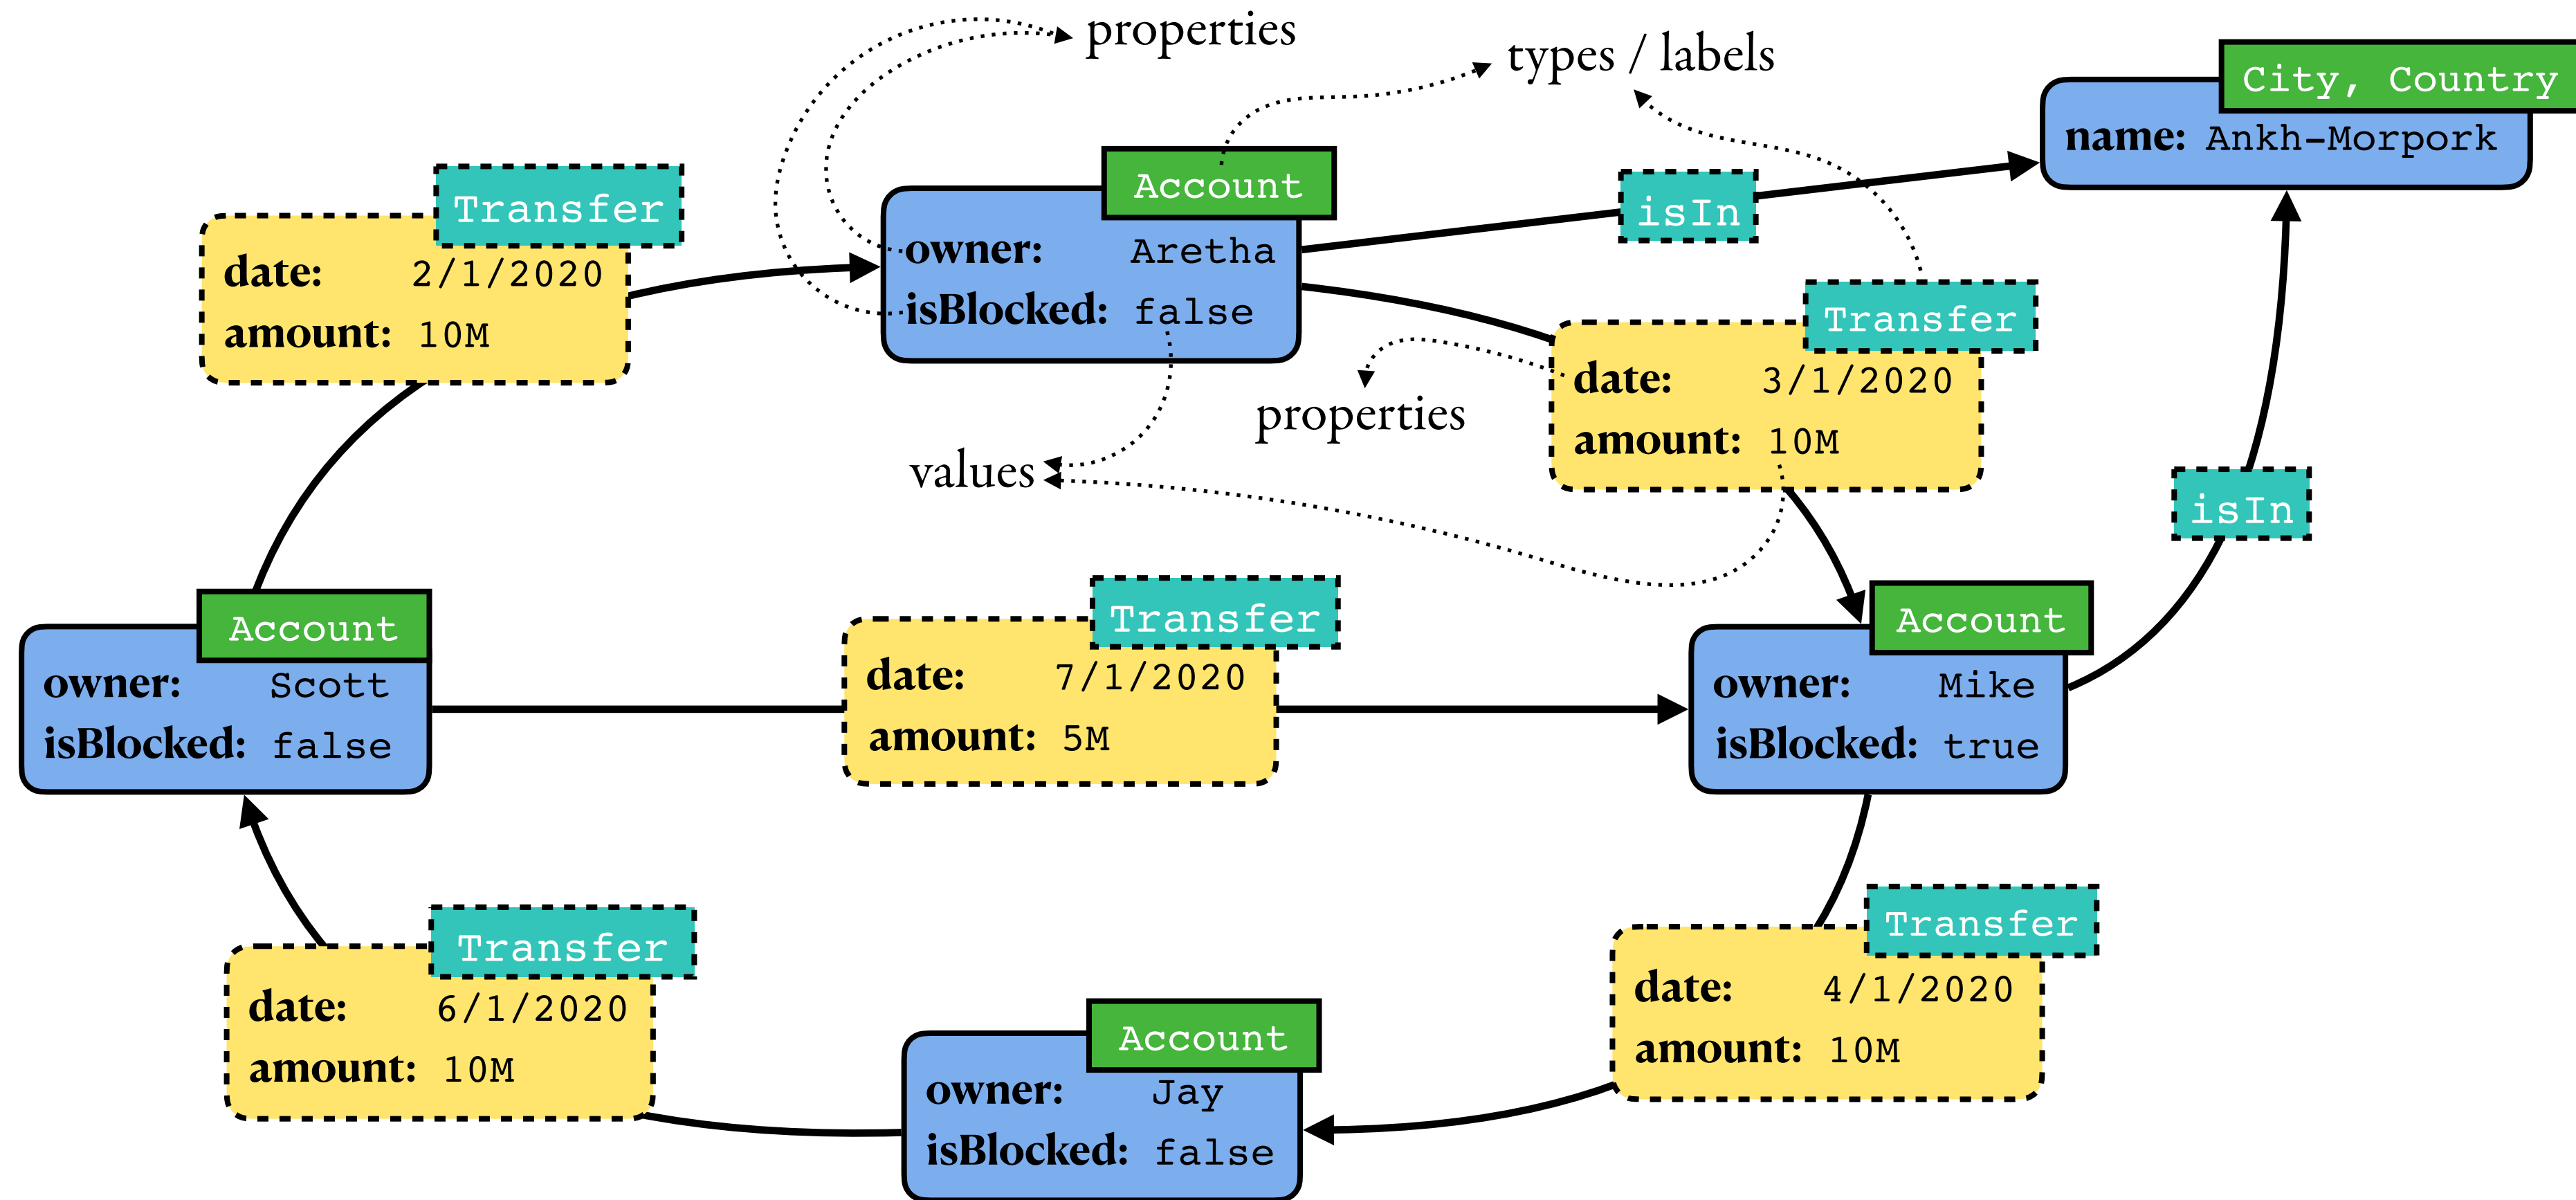 properties
types / labels
City, Country
name: Ankh-Morpork
Account
owner: Aretha
isBlocked: false
isIn
Transfer
date: 2/1/2020
amount: 10M
Transfer
date: 3/1/2020
amount: 10M
properties
values
isIn
Account
owner: Scott
isBlocked: false
Transfer
date: 7/1/2020
amount: 5M
Account
owner: Mike
isBlocked: true
Transfer
date: 6/1/2020
amount: 10M
Account
owner: Jay
isBlocked: false
Transfer
date: 4/1/2020
amount: 10M